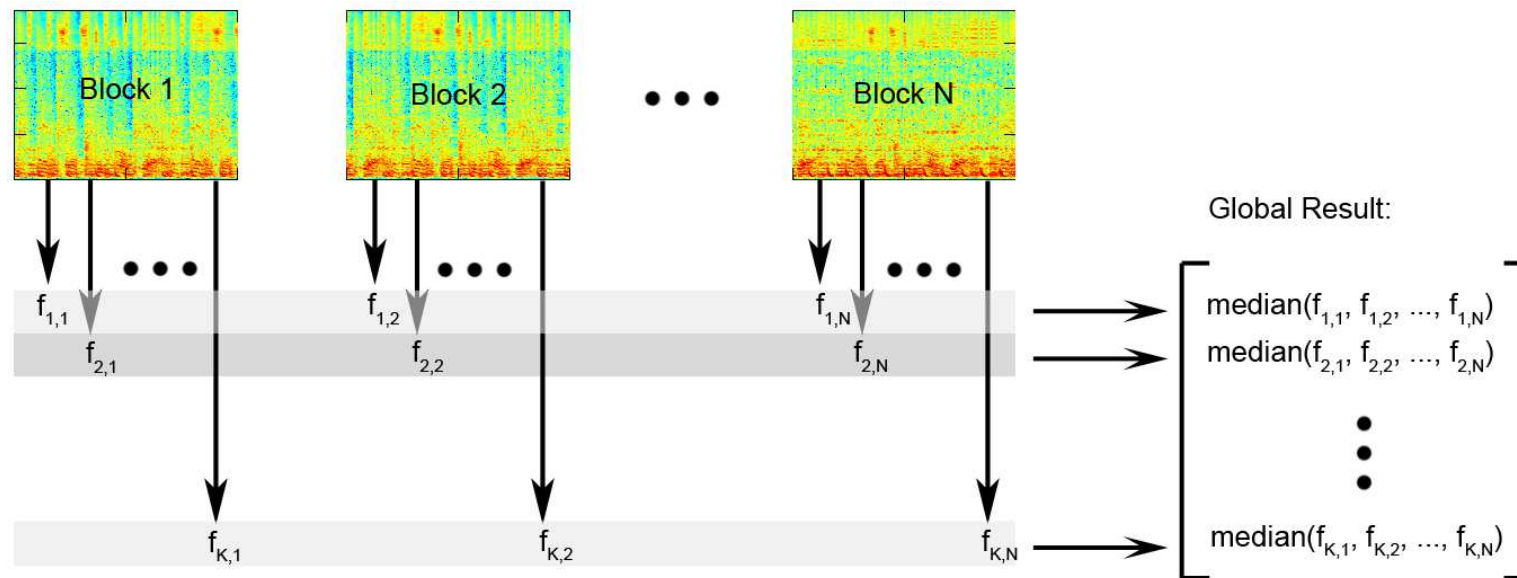 Block 1 Block 2 Block N
Global Result:
f1,1 f1,2 f1,N median(f1,1, f1,2, ..., f1,N)
f2,1 f2,2 f2,N median(f2,1, f2,2, ..., f2,N)
fK,1 fK,2 fK,N median(fK,1, fK,2, ..., fK,N)